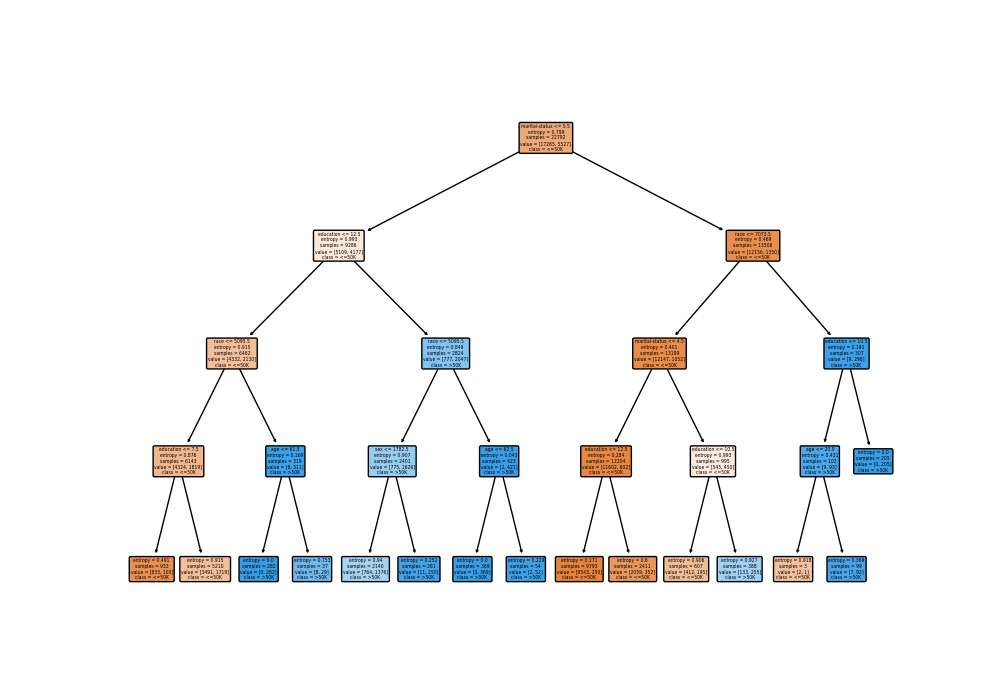 marital-status <= 0.5
entropy = 0.799
samples = 22792
value = [17265, 5527]
class = <=50K
education <= 12.5
entropy = 0.993
samples = 9286
value = [5109, 4177]
class = <=50K
race <= 7073.5
entropy = 0.469
samples = 13506
value = [12156, 1350]
class = <=50K
race <= 5095.5
entropy = 0.915
samples = 6462
value = [4332, 2130]
class = <=50K
race <= 5095.5
entropy = 0.849
samples = 2824
value = [777, 2047]
class = >50K
marital-status <= 4.5
entropy = 0.401
samples = 13199
value = [12147, 1052]
class = <=50K
education <= 10.5
entropy = 0.191
samples = 307
value = [9, 298]
class = >50K
education <= 7.5
entropy = 0.876
samples = 6143
value = [4324, 1819]
class = <=50K
age <= 61.5
entropy = 0.169
samples = 319
value = [8, 311]
class = >50K
sex <= 1782.5
entropy = 0.907
samples = 2401
value = [775, 1626]
class = >50K
age <= 62.5
entropy = 0.043
samples = 423
value = [2, 421]
class = >50K
education <= 12.5
entropy = 0.284
samples = 12204
value = [11602, 602]
class = <=50K
education <= 10.5
entropy = 0.993
samples = 995
value = [545, 450]
class = <=50K
age <= 20.0
entropy = 0.431
samples = 102
value = [9, 93]
class = >50K
entropy = 0.0
samples = 205
value = [0, 205]
class = >50K
entropy = 0.491
samples = 933
value = [833, 100]
class = <=50K
entropy = 0.915
samples = 5210
value = [3491, 1719]
class = <=50K
entropy = 0.0
samples = 282
value = [0, 282]
class = >50K
entropy = 0.753
samples = 37
value = [8, 29]
class = >50K
entropy = 0.94
samples = 2140
value = [764, 1376]
class = >50K
entropy = 0.252
samples = 261
value = [11, 250]
class = >50K
entropy = 0.0
samples = 369
value = [0, 369]
class = >50K
entropy = 0.229
samples = 54
value = [2, 52]
class = >50K
entropy = 0.171
samples = 9793
value = [9543, 250]
class = <=50K
entropy = 0.6
samples = 2411
value = [2059, 352]
class = <=50K
entropy = 0.906
samples = 607
value = [412, 195]
class = <=50K
entropy = 0.927
samples = 388
value = [133, 255]
class = >50K
entropy = 0.918
samples = 3
value = [2, 1]
class = <=50K
entropy = 0.369
samples = 99
value = [7, 92]
class = >50K